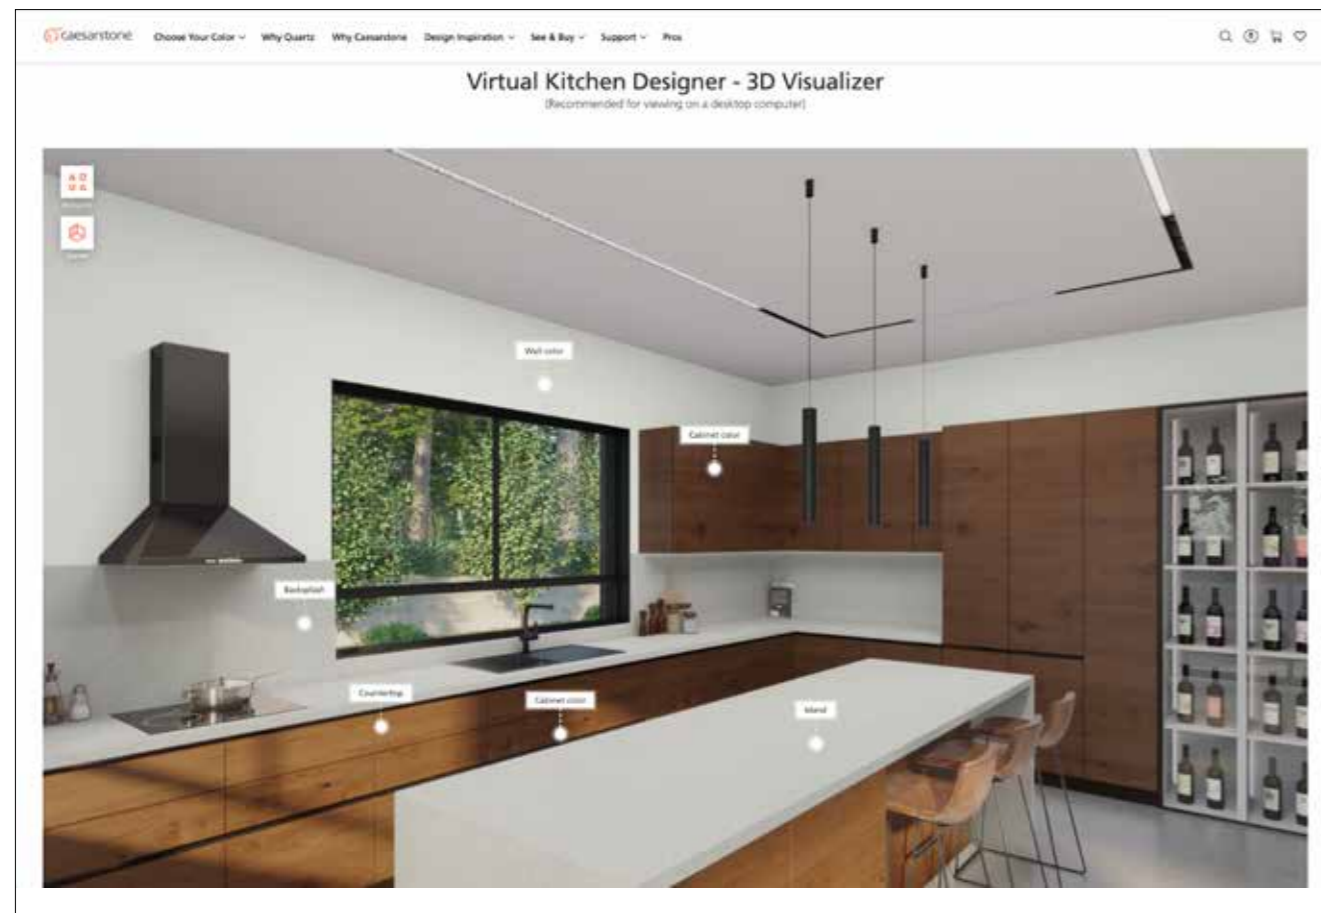 caesarstone
Choose Your Color
Why Quartz
Why Caesarstone
Design Inspiration
See & Buy
Support
Pros
Virtual Kitchen Designer - 3D Visualizer
(Recommended for viewing on a desktop computer)
Wall color
Cabinet color
Backsplash
Countertop
Cabinet color
Island